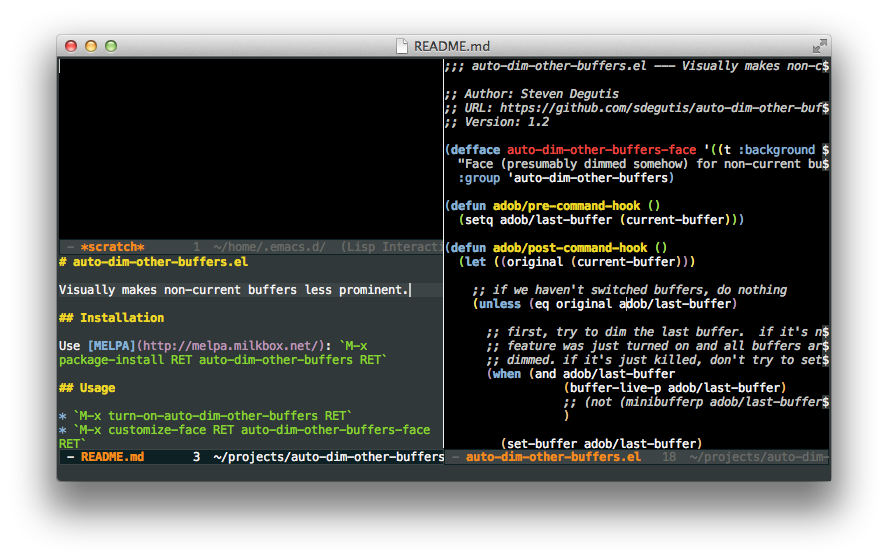 README.md
- *scratch* 1 ~/home/.emacs.d/ (Lisp Interacti
# auto-dim-other-buffers.el
Visually makes non-current buffers less prominent.
## Installation
Use [MELPA](http://melpa.milkbox.net/): `M-x
package-install RET auto-dim-other-buffers RET`
## Usage
* `M-x turn-on-auto-dim-other-buffers RET`
* `M-x customize-face RET auto-dim-other-buffers-face
RET`
- README.md 3 ~/projects/auto-dim-other-buffers
;;; auto-dim-other-buffers.el --- Visually makes non-c$
;; Author: Steven Degutis
;; URL: https://github.com/sdegutis/auto-dim-other-buf$
;; Version: 1.2
(defface auto-dim-other-buffers-face '((t :background $
"Face (presumably dimmed somehow) for non-current bu$
:group 'auto-dim-other-buffers)
(defun adob/pre-command-hook ()
(setq adob/last-buffer (current-buffer)))
(defun adob/post-command-hook ()
(let ((original (current-buffer)))
;; if we haven't switched buffers, do nothing
(unless (eq original adob/last-buffer)
;; first, try to dim the last buffer.  if it's n$
;; feature was just turned on and all buffers ar$
;; dimmed. if it's just killed, don't try to set$
(when (and adob/last-buffer
(buffer-live-p adob/last-buffer)
;; (not (minibufferp adob/last-buffer$
)
(set-buffer adob/last-buffer)
- auto-dim-other-buffers.el 18 ~/projects/auto-dim-